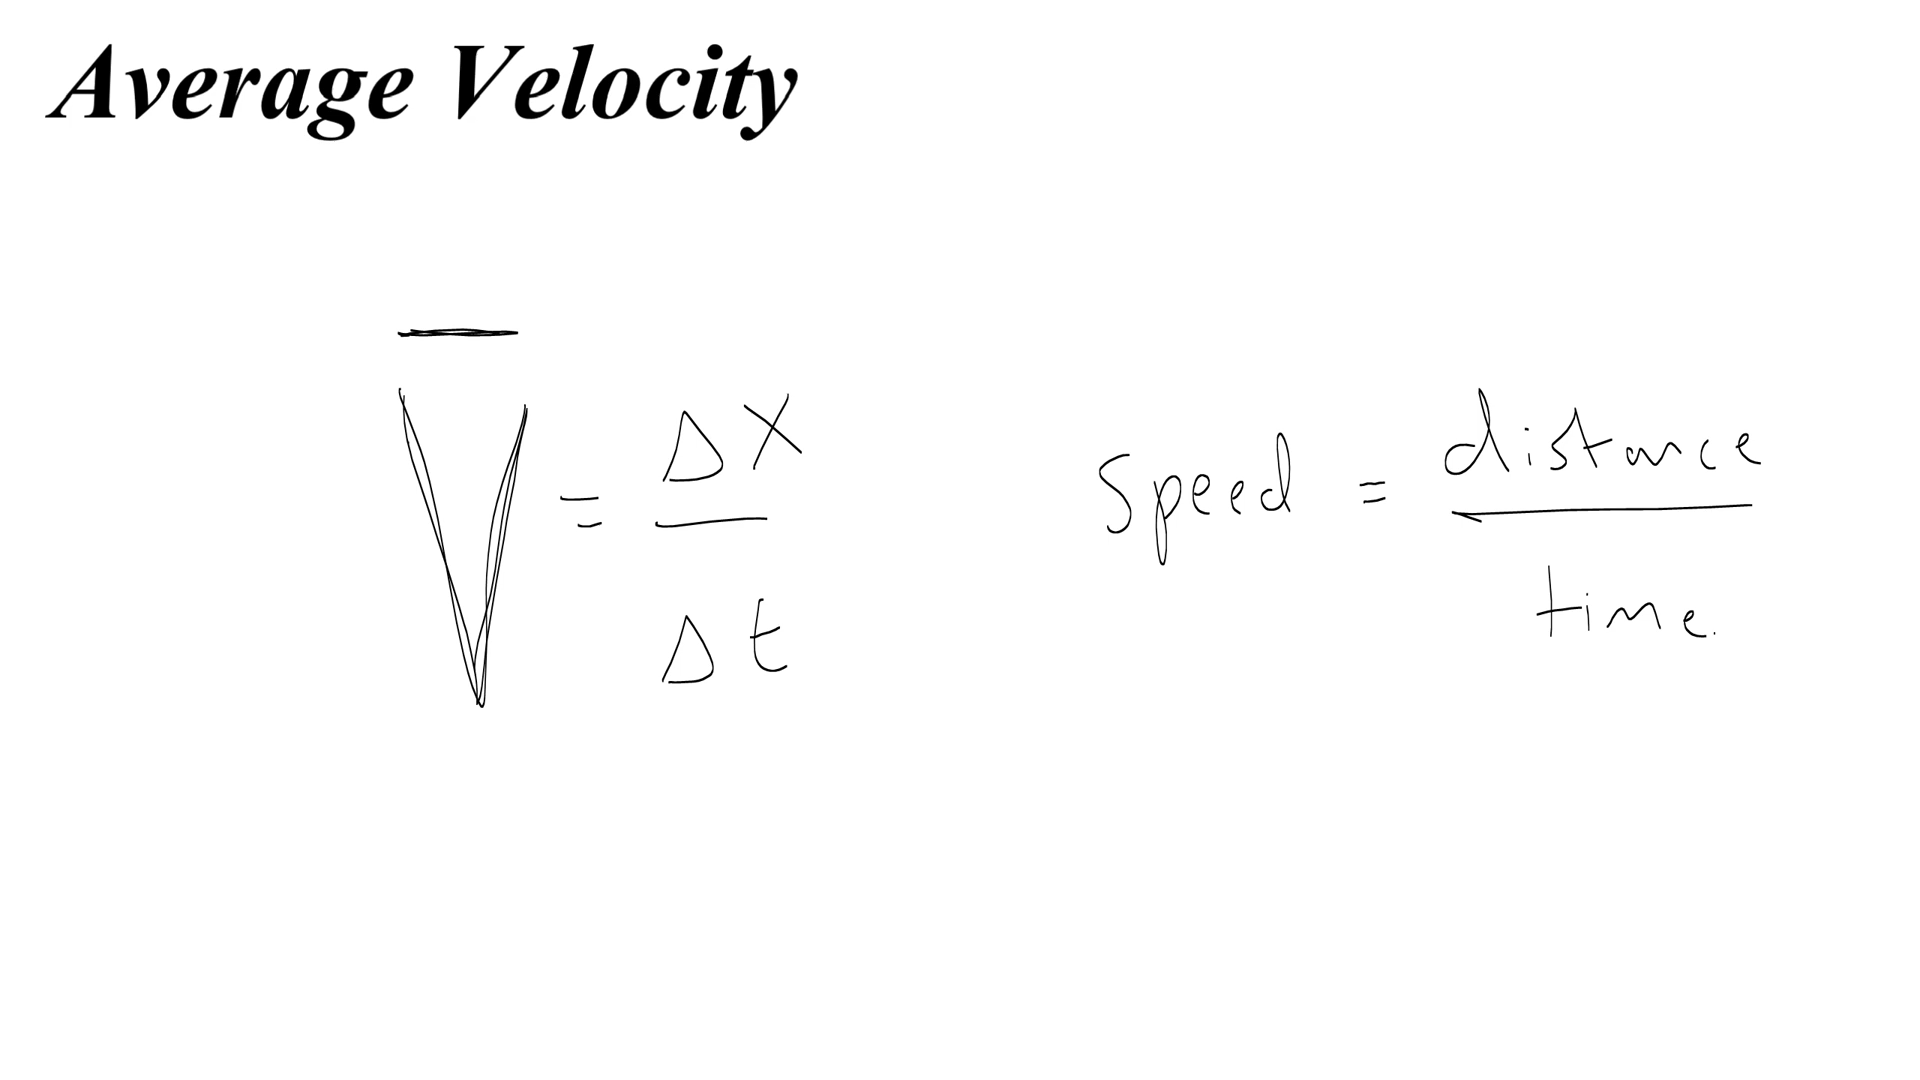 Average Velocity
V̅ = Δx / Δt
Speed = distance / time.